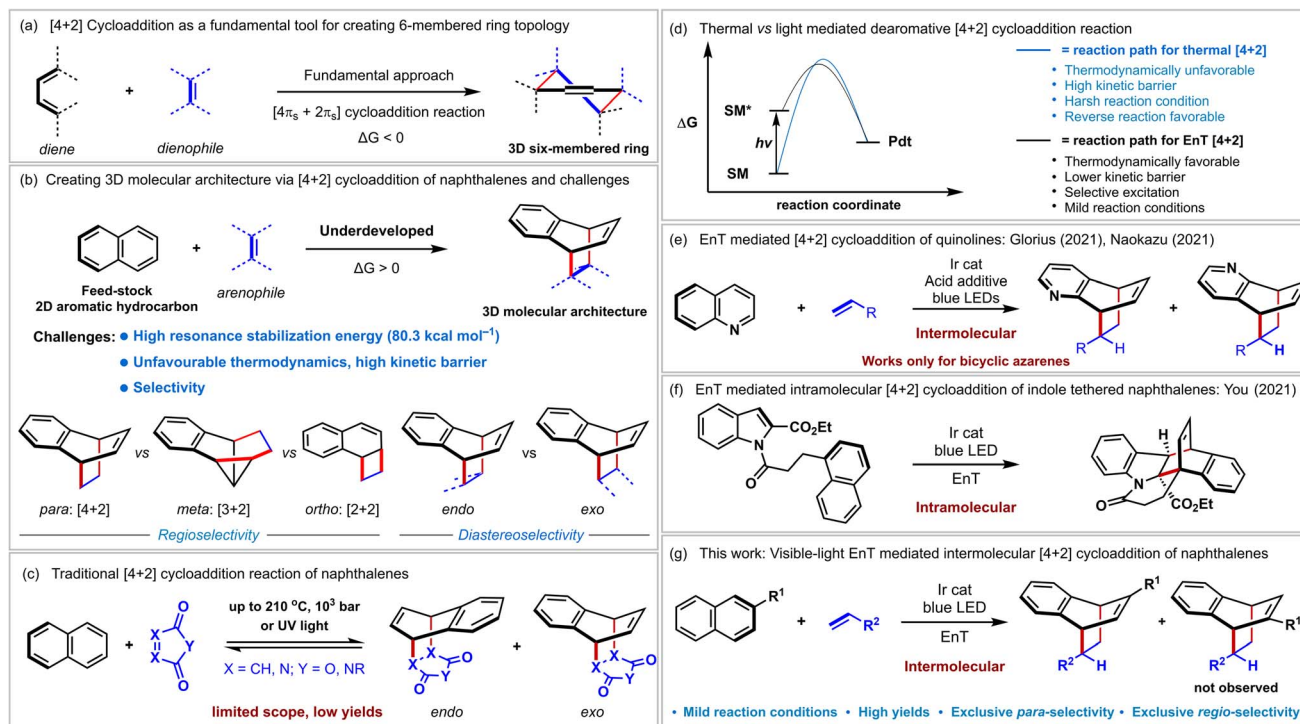 (a) [4+2] Cycloaddition as a fundamental tool for creating 6-membered ring topology
+
Fundamental approach
[4πs + 2πs] cycloaddition reaction
ΔG < 0
diene
dienophile
3D six-membered ring
(b) Creating 3D molecular architecture via [4+2] cycloaddition of naphthalenes and challenges
+
Underdeveloped
ΔG > 0
Feed-stock
2D aromatic hydrocarbon
arenophile
3D molecular architecture
Challenges: ● High resonance stabilization energy (80.3 kcal mol⁻¹)
● Unfavourable thermodynamics, high kinetic barrier
● Selectivity
vs
vs
vs
para: [4+2]
meta: [3+2]
ortho: [2+2]
endo
exo
Regioselectivity
Diastereoselectivity
(c) Traditional [4+2] cycloaddition reaction of naphthalenes
+
O
X
X
Y
O
up to 210 °C, 10³ bar
or UV light
X = CH, N; Y = O, NR
limited scope, low yields
X
X
O
Y
O
endo
+
X
X
O
Y
O
exo
(d) Thermal vs light mediated dearomative [4+2] cycloaddition reaction
ΔG
SM*
hν
SM
Pdt
reaction coordinate
= reaction path for thermal [4+2]
• Thermodynamically unfavorable
• High kinetic barrier
• Harsh reaction condition
• Reverse reaction favorable
= reaction path for EnT [4+2]
• Thermodynamically favorable
• Lower kinetic barrier
• Selective excitation
• Mild reaction conditions
(e) EnT mediated [4+2] cycloaddition of quinolines: Glorius (2021), Naokazu (2021)
N
+
R
Ir cat
Acid additive
blue LEDs
Intermolecular
Works only for bicyclic azarenes
N
R
H
+
N
R
H
(f) EnT mediated intramolecular [4+2] cycloaddition of indole tethered naphthalenes: You (2021)
CO₂Et
N
O
Ir cat
blue LED
EnT
Intramolecular
H
N
O
CO₂Et
(g) This work: Visible-light EnT mediated intermolecular [4+2] cycloaddition of naphthalenes
R¹
+
R²
Ir cat
blue LED
EnT
Intermolecular
R¹
R²
H
+
R¹
R²
H
not observed
• Mild reaction conditions • High yields • Exclusive para-selectivity • Exclusive regio-selectivity